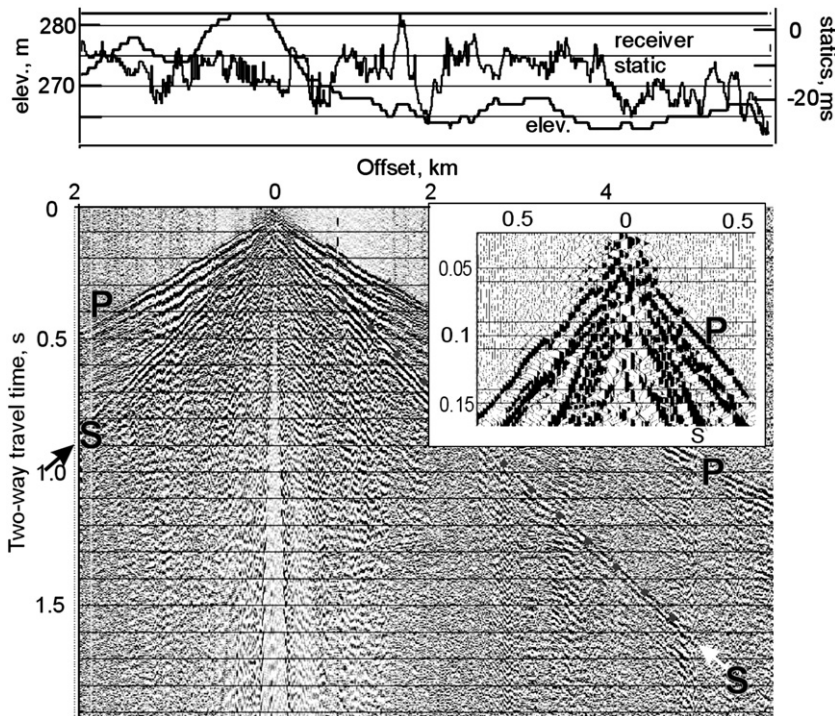 280
270
elev., m
receiver
static
elev.
0
-10
-20
statics, ms
Offset, km
2 0 2 4
0
0.5
1.0
1.5
Two-way travel time, s
P
S
0.5 0 0.5
0.05
0.1
0.15
P
S
P
S